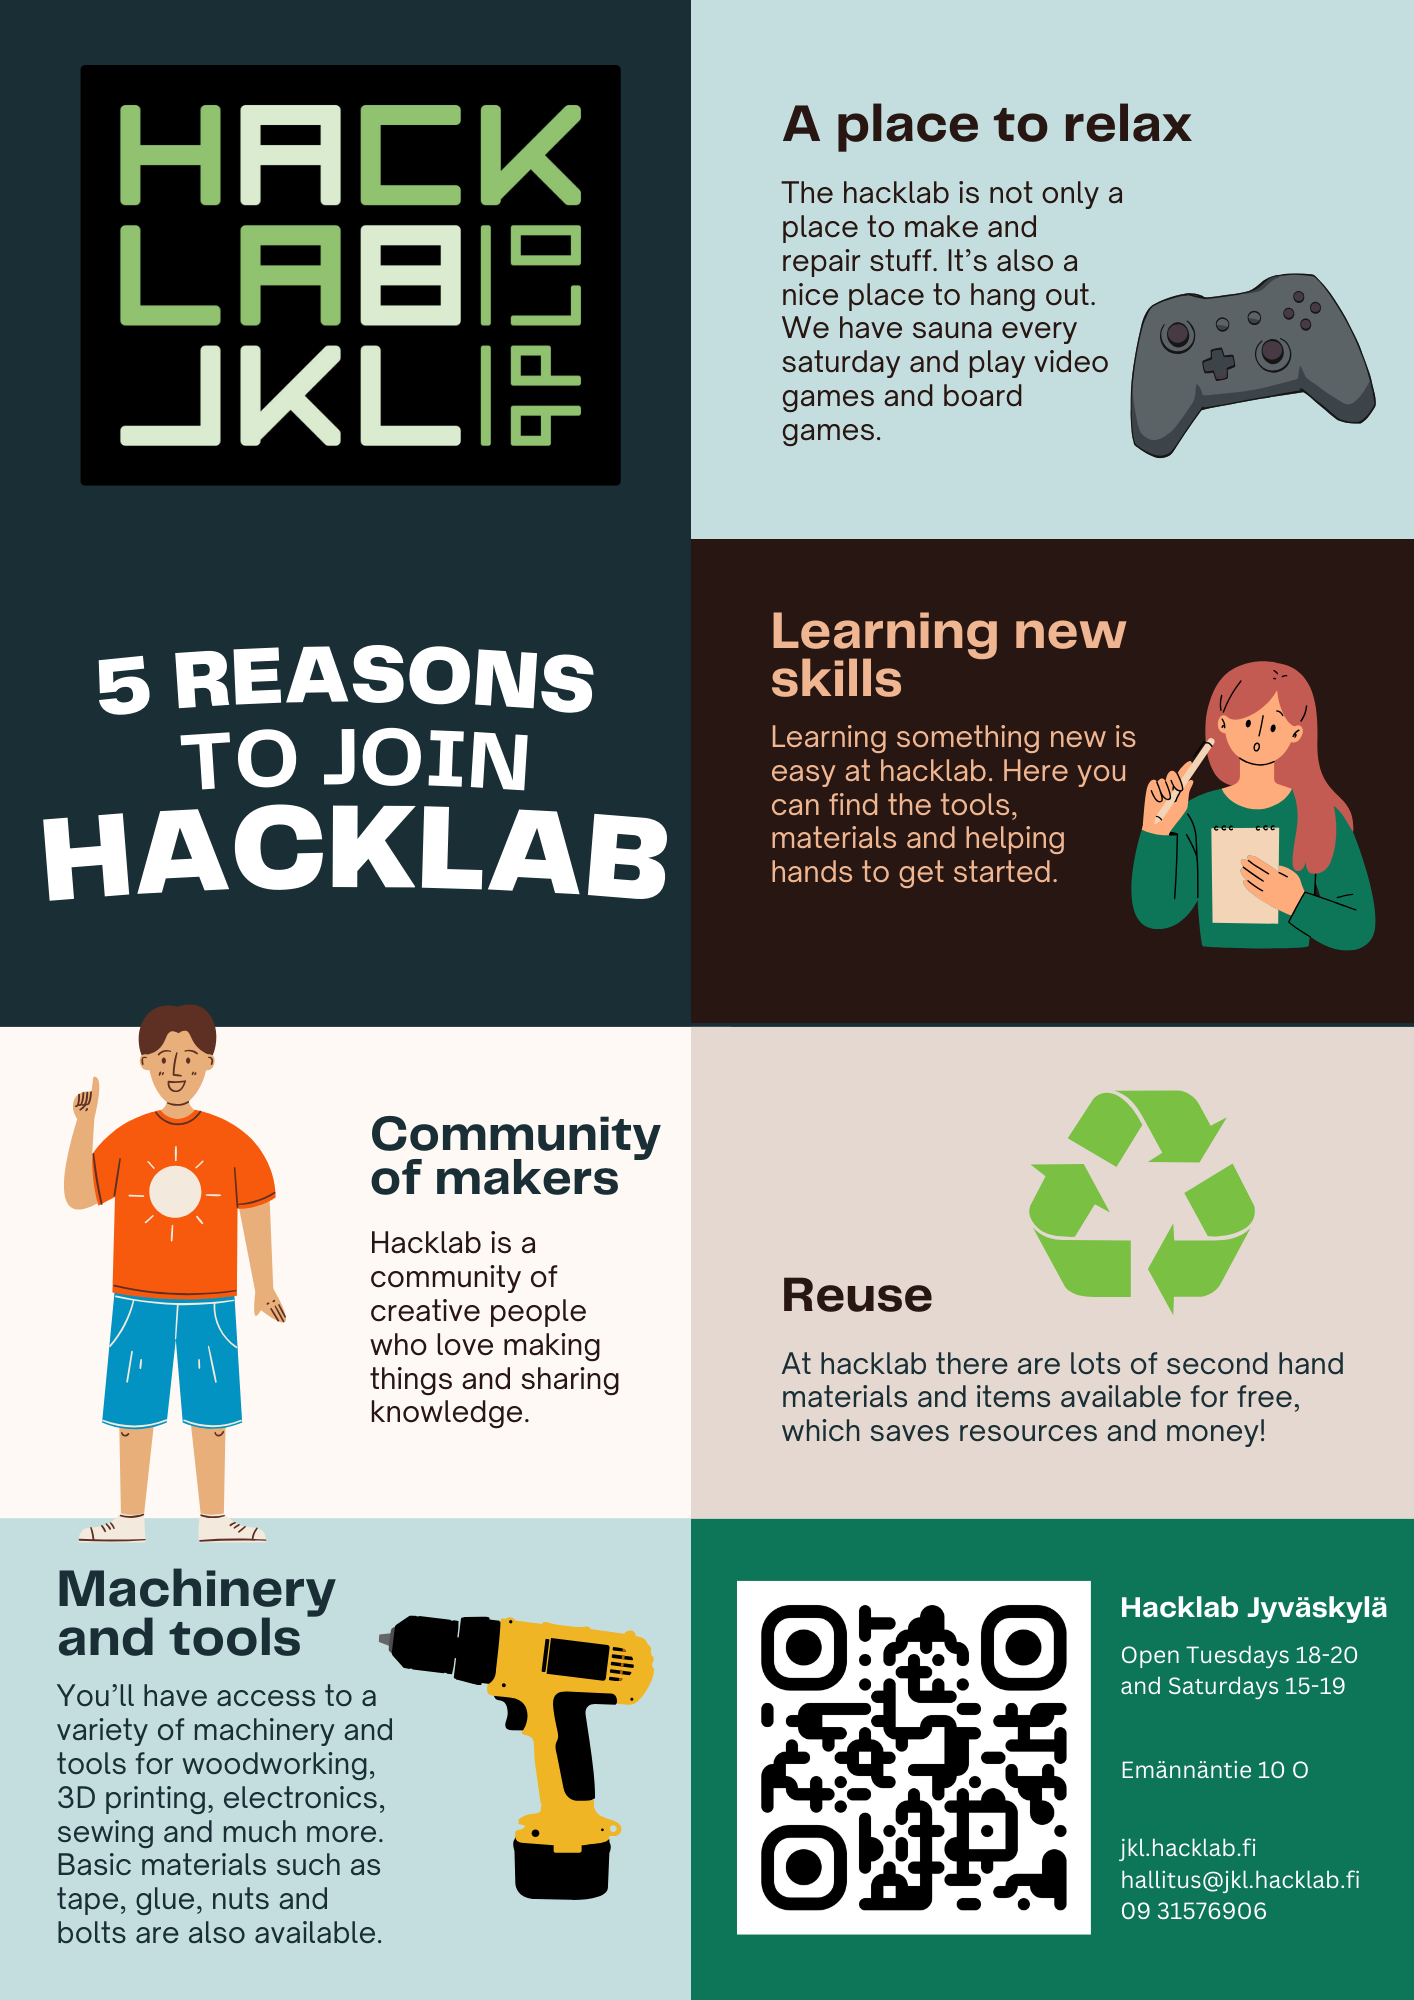 HACK
LAB
JKL
QPLO
5 REASONS
TO JOIN
HACKLAB
A place to relax
The hacklab is not only a
place to make and
repair stuff. It’s also a
nice place to hang out.
We have sauna every
saturday and play video
games and board
games.
Learning new
skills
Learning something new is
easy at hacklab. Here you
can find the tools,
materials and helping
hands to get started.
Community
of makers
Hacklab is a
community of
creative people
who love making
things and sharing
knowledge.
Reuse
At hacklab there are lots of second hand
materials and items available for free,
which saves resources and money!
Machinery
and tools
You’ll have access to a
variety of machinery and
tools for woodworking,
3D printing, electronics,
sewing and much more.
Basic materials such as
tape, glue, nuts and
bolts are also available.
Hacklab Jyväskylä
Open Tuesdays 18-20
and Saturdays 15-19
Emännäntie 10 O
jkl.hacklab.fi
hallitus@jkl.hacklab.fi
09 31576906